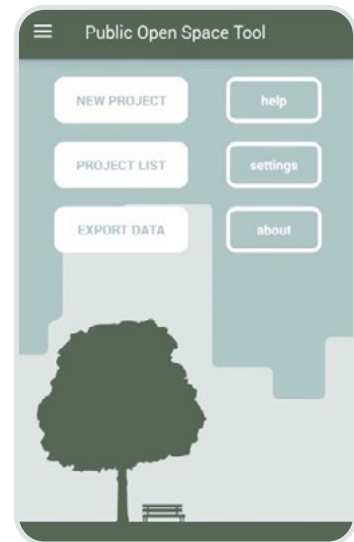 Public Open Space Tool
NEW PROJECT
help
PROJECT LIST
settings
EXPORT DATA
about